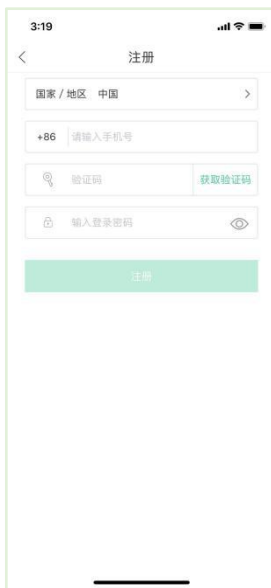 3:19
注册
国家 / 地区 中国
+86 请输入手机号
验证码 获取验证码
输入登录密码
注册